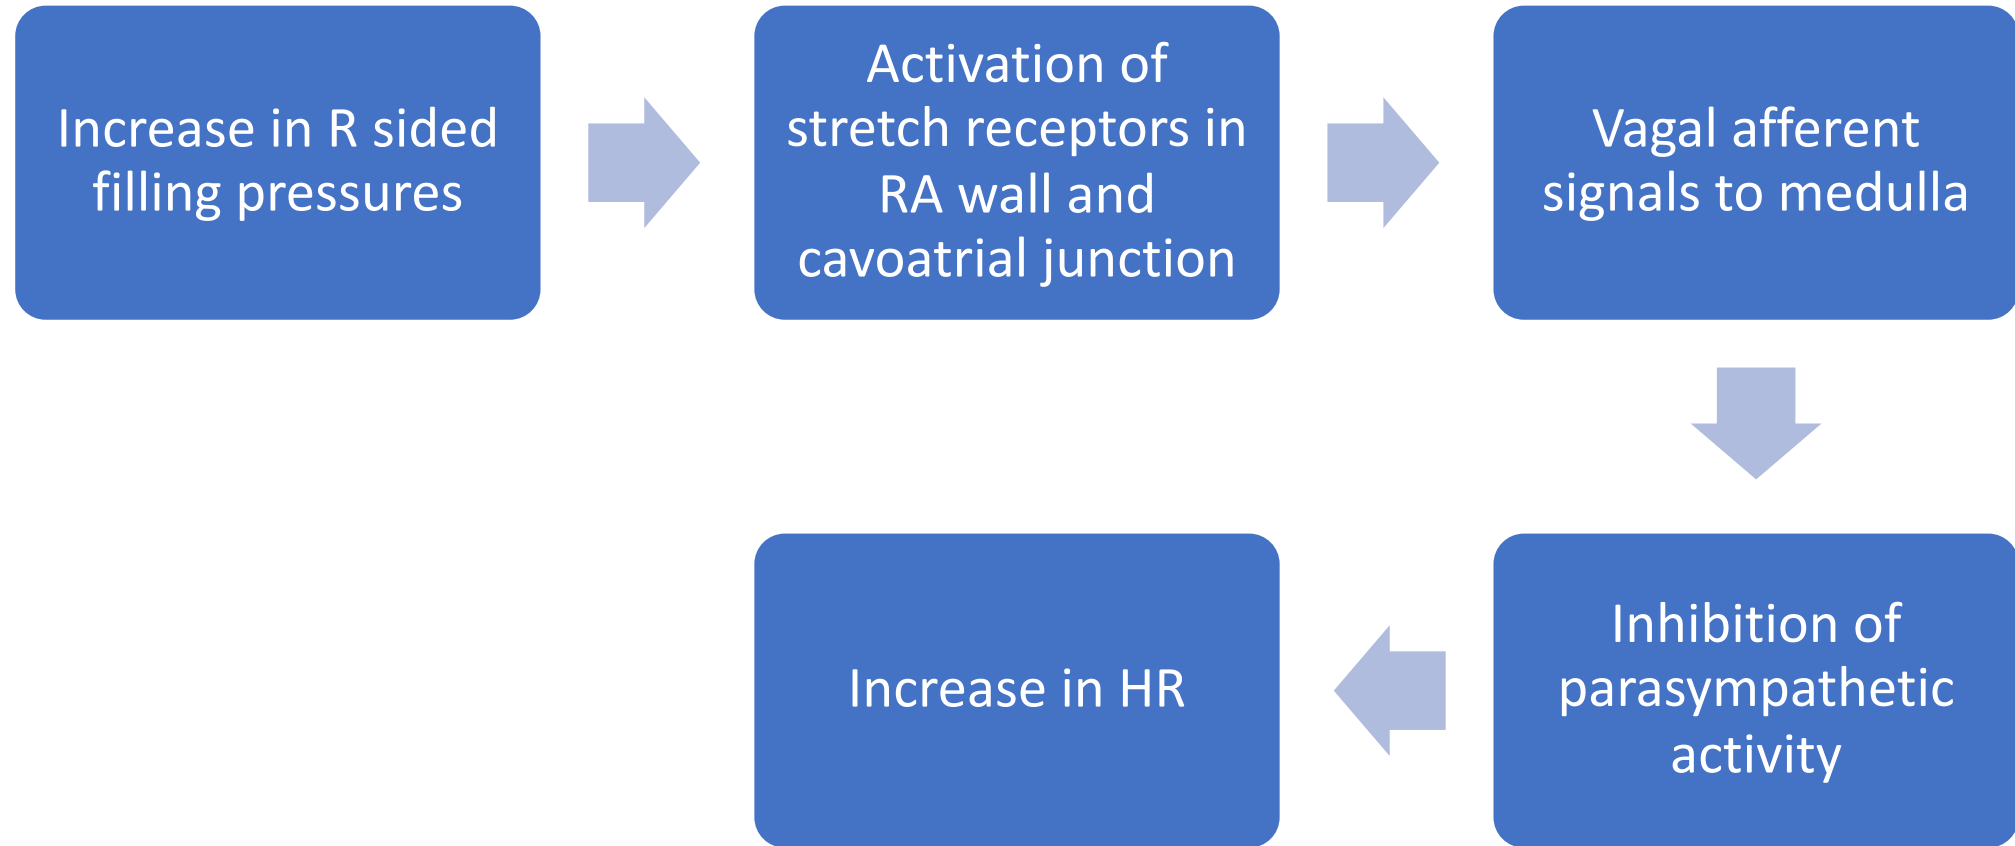 Increase in R sided
filling pressures
Activation of
stretch receptors in
RA wall and
cavoatrial junction
Vagal afferent
signals to medulla
Inhibition of
parasympathetic
activity
Increase in HR